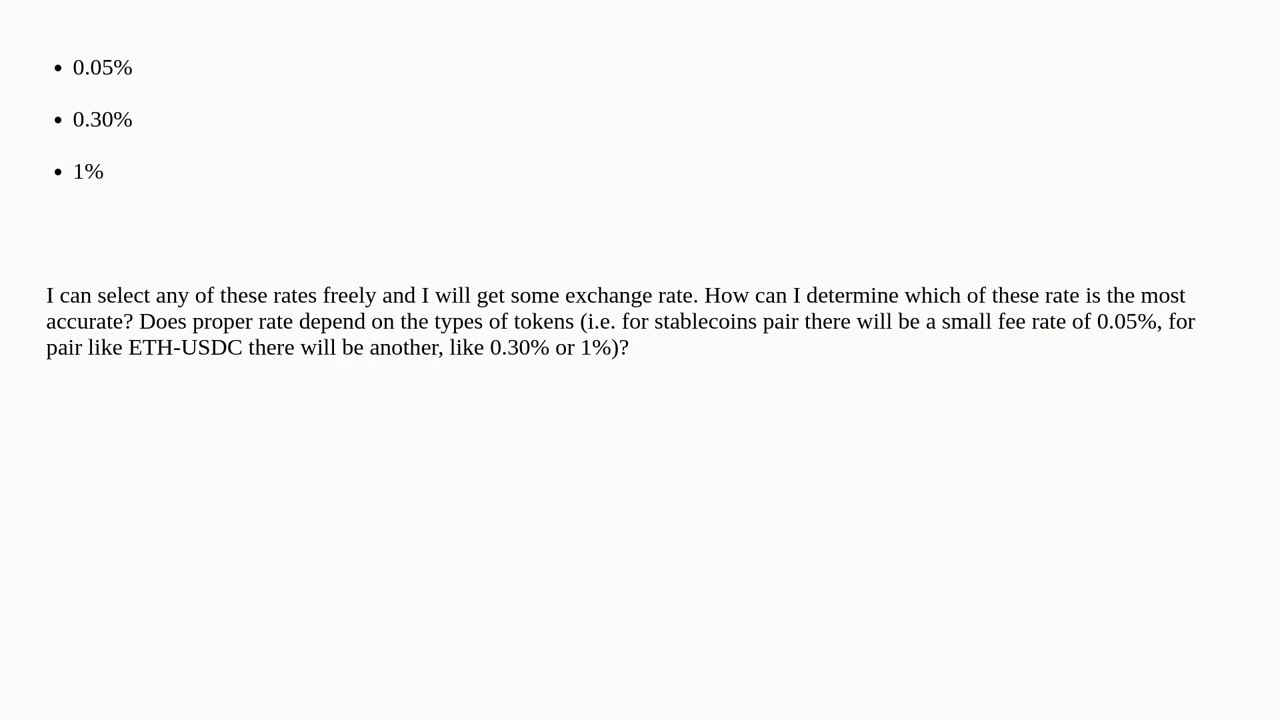 • 0.05%
• 0.30%
• 1%
I can select any of these rates freely and I will get some exchange rate. How can I determine which of these rate is the most
accurate? Does proper rate depend on the types of tokens (i.e. for stablecoins pair there will be a small fee rate of 0.05%, for
pair like ETH-USDC there will be another, like 0.30% or 1%)?